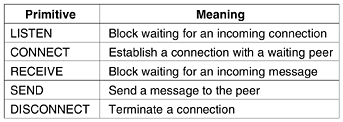 Primitive Meaning
LISTEN Block waiting for an incoming connection
CONNECT Establish a connection with a waiting peer
RECEIVE Block waiting for an incoming message
SEND Send a message to the peer
DISCONNECT Terminate a connection